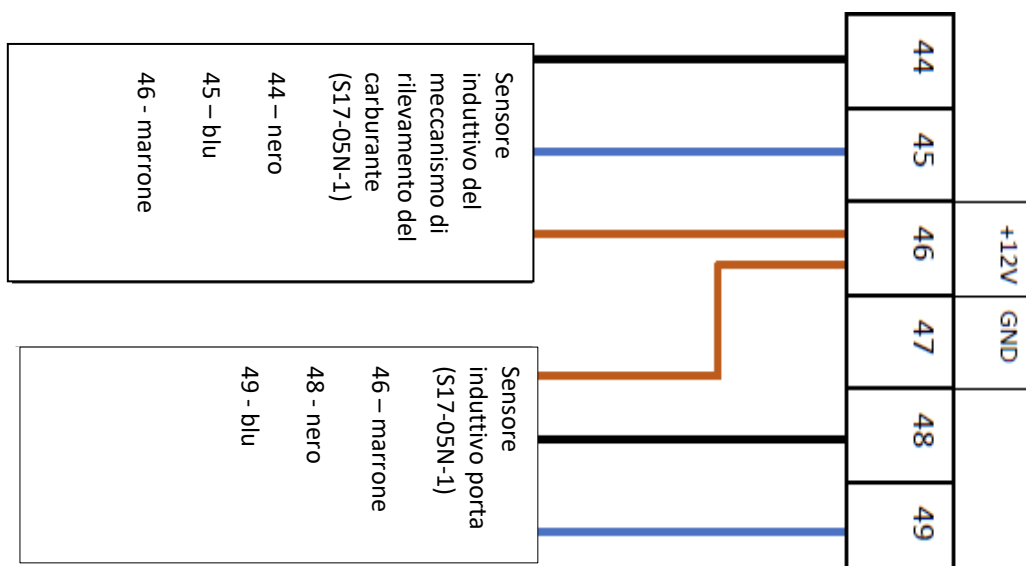 44
45
46
47
48
49
+12V
GND
Sensore
induttivo del
meccanismo di
rilevamento del
carburante
(S17-05N-1)
44 – nero
45 – blu
46 - marrone
Sensore
induttivo porta
(S17-05N-1)
46 – marrone
48 - nero
49 - blu